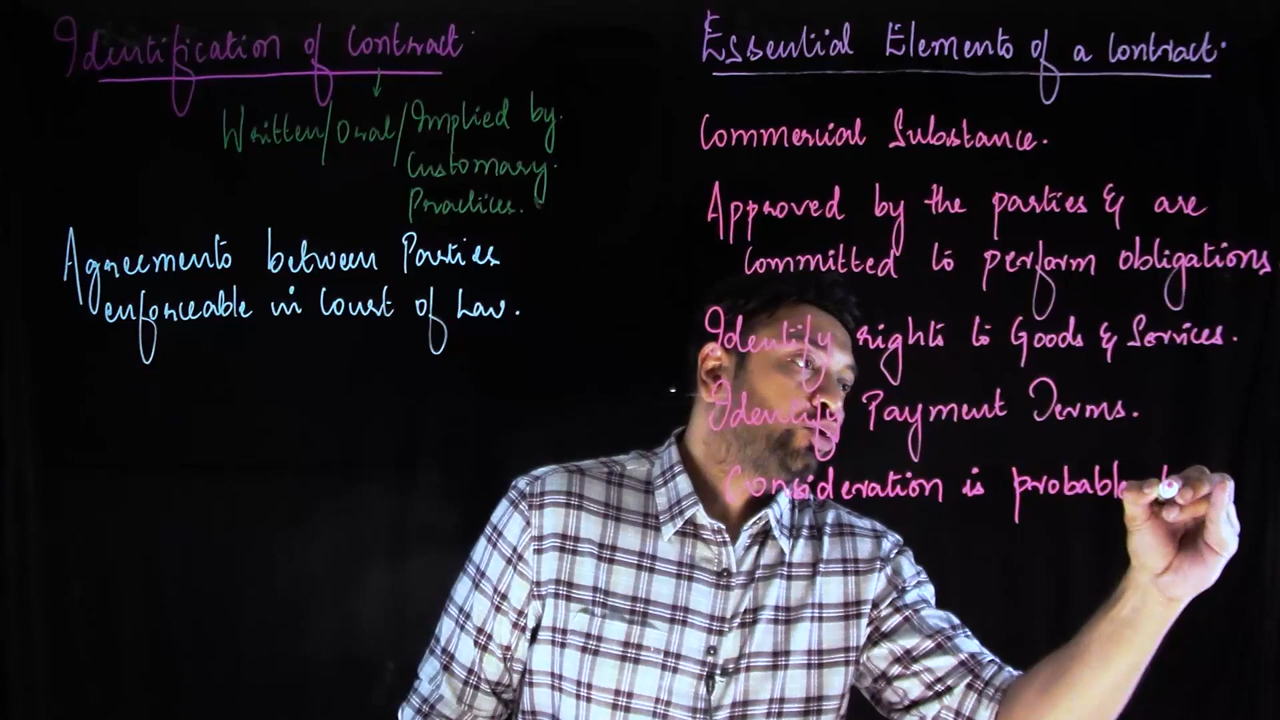 Identification of Contract.
Written/Oral/Implied by.
Customary.
Practices.
Agreements between Parties
enforceable in Court of Law.
Essential Elements of a Contract.
Commercial Substance.
Approved by the parties & are
Committed to perform obligations
Identify rights to Goods & Services.
Identify Payment Terms.
Consideration is probable